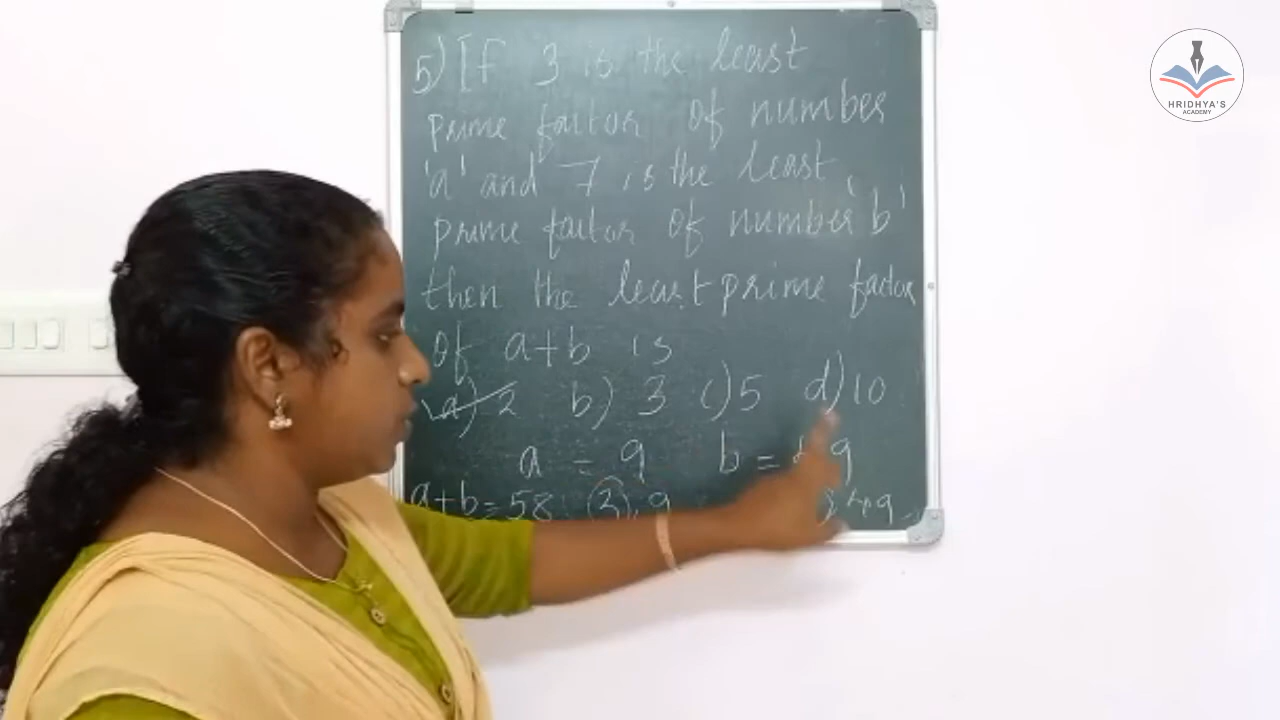 5) If 3 is the least
prime factor of number
'a' and 7 is the least
prime factor of number 'b'
then the least prime factor
of a+b is
a) 2 b) 3 c) 5 d) 10
a = 9 b = 9
a+b = 58 (3), 9
HRIDHYA'S
ACADEMY